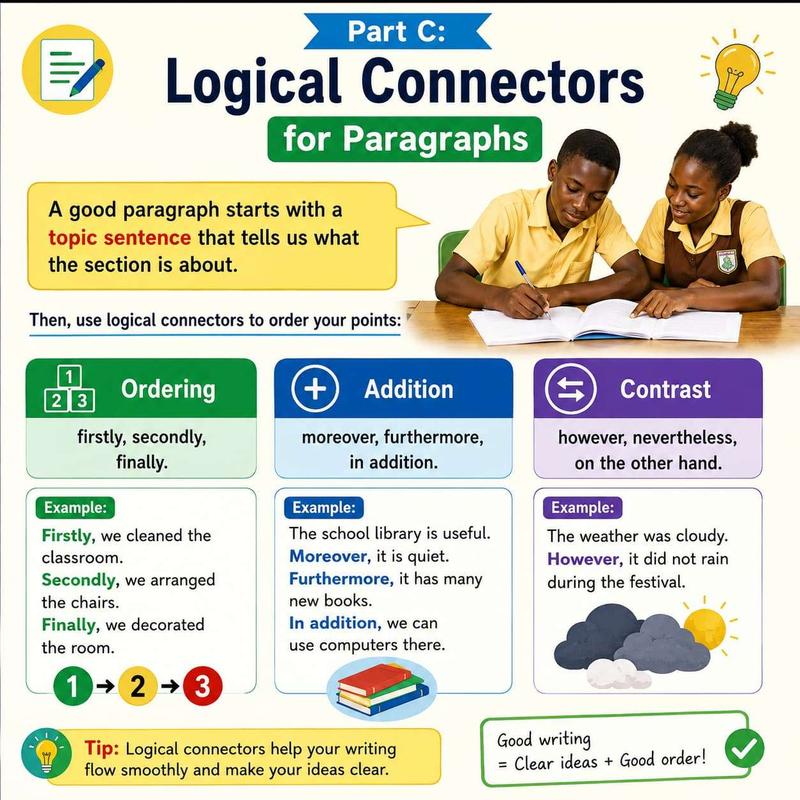 Part C:
Logical Connectors
for Paragraphs
A good paragraph starts with a
topic sentence that tells us what
the section is about.
Then, use logical connectors to order your points:
1
2 3
Ordering
firstly, secondly,
finally.
Example:
Firstly, we cleaned the
classroom.
Secondly, we arranged
the chairs.
Finally, we decorated
the room.
1 2 3
Addition
moreover, furthermore,
in addition.
Example:
The school library is useful.
Moreover, it is quiet.
Furthermore, it has many
new books.
In addition, we can
use computers there.
Contrast
however, nevertheless,
on the other hand.
Example:
The weather was cloudy.
However, it did not rain
during the festival.
Tip: Logical connectors help your writing
flow smoothly and make your ideas clear.
Good writing
= Clear ideas + Good order!